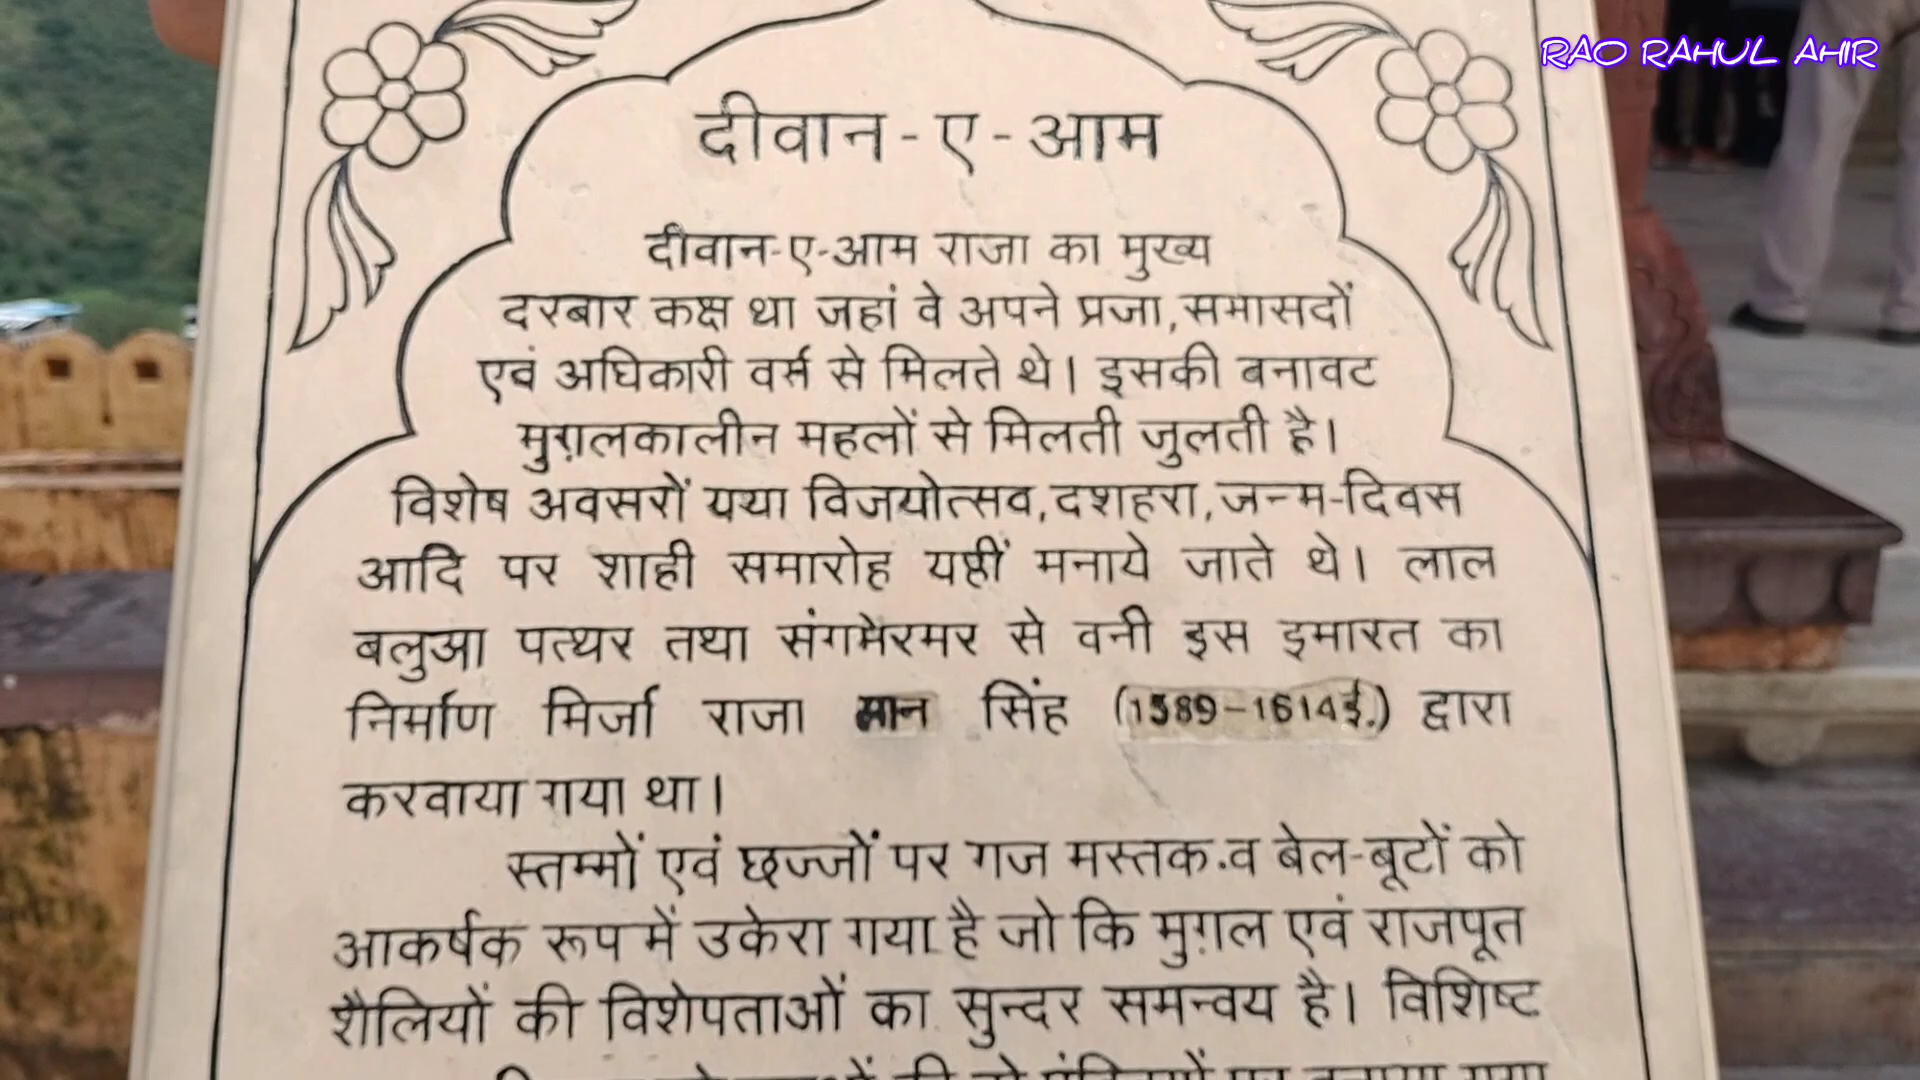 RAO RAHUL AHIR
दीवान - ए - आम
दीवान-ए-आम राजा का मुख्य
दरबार कक्ष था जहां वे अपने प्रजा,सभासदों
एवं अधिकारी वर्ग से मिलते थे। इसकी बनावट
मुग़लकालीन महलों से मिलती जुलती है।
विशेष अवसरों यथा विजयोत्सव,दशहरा,जन्म-दिवस
आदि पर शाही समारोह यहीं मनाये जाते थे। लाल
बलुआ पत्थर तथा संगमेरमर से वनी इस इमारत का
निर्माण मिर्जा राजा मान सिंह (1589-1614ई.) द्वारा
करवाया गया था।
स्तम्भों एवं छज्जों पर गज मस्तक व बेल-बूटों को
आकर्षक रूप में उकेरा गया है जो कि मुग़ल एवं राजपूत
शैलियों की विशेषताओं का सुन्दर समन्वय है। विशिष्ट